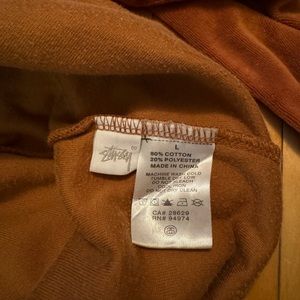 Stüssy
L
80% COTTON
20% POLYESTER
MADE IN CHINA
MACHINE WASH COLD
TUMBLE DRY LOW
DO NOT BLEACH
DO NOT DRY CLEAN
CA# 28629
RN# 94974